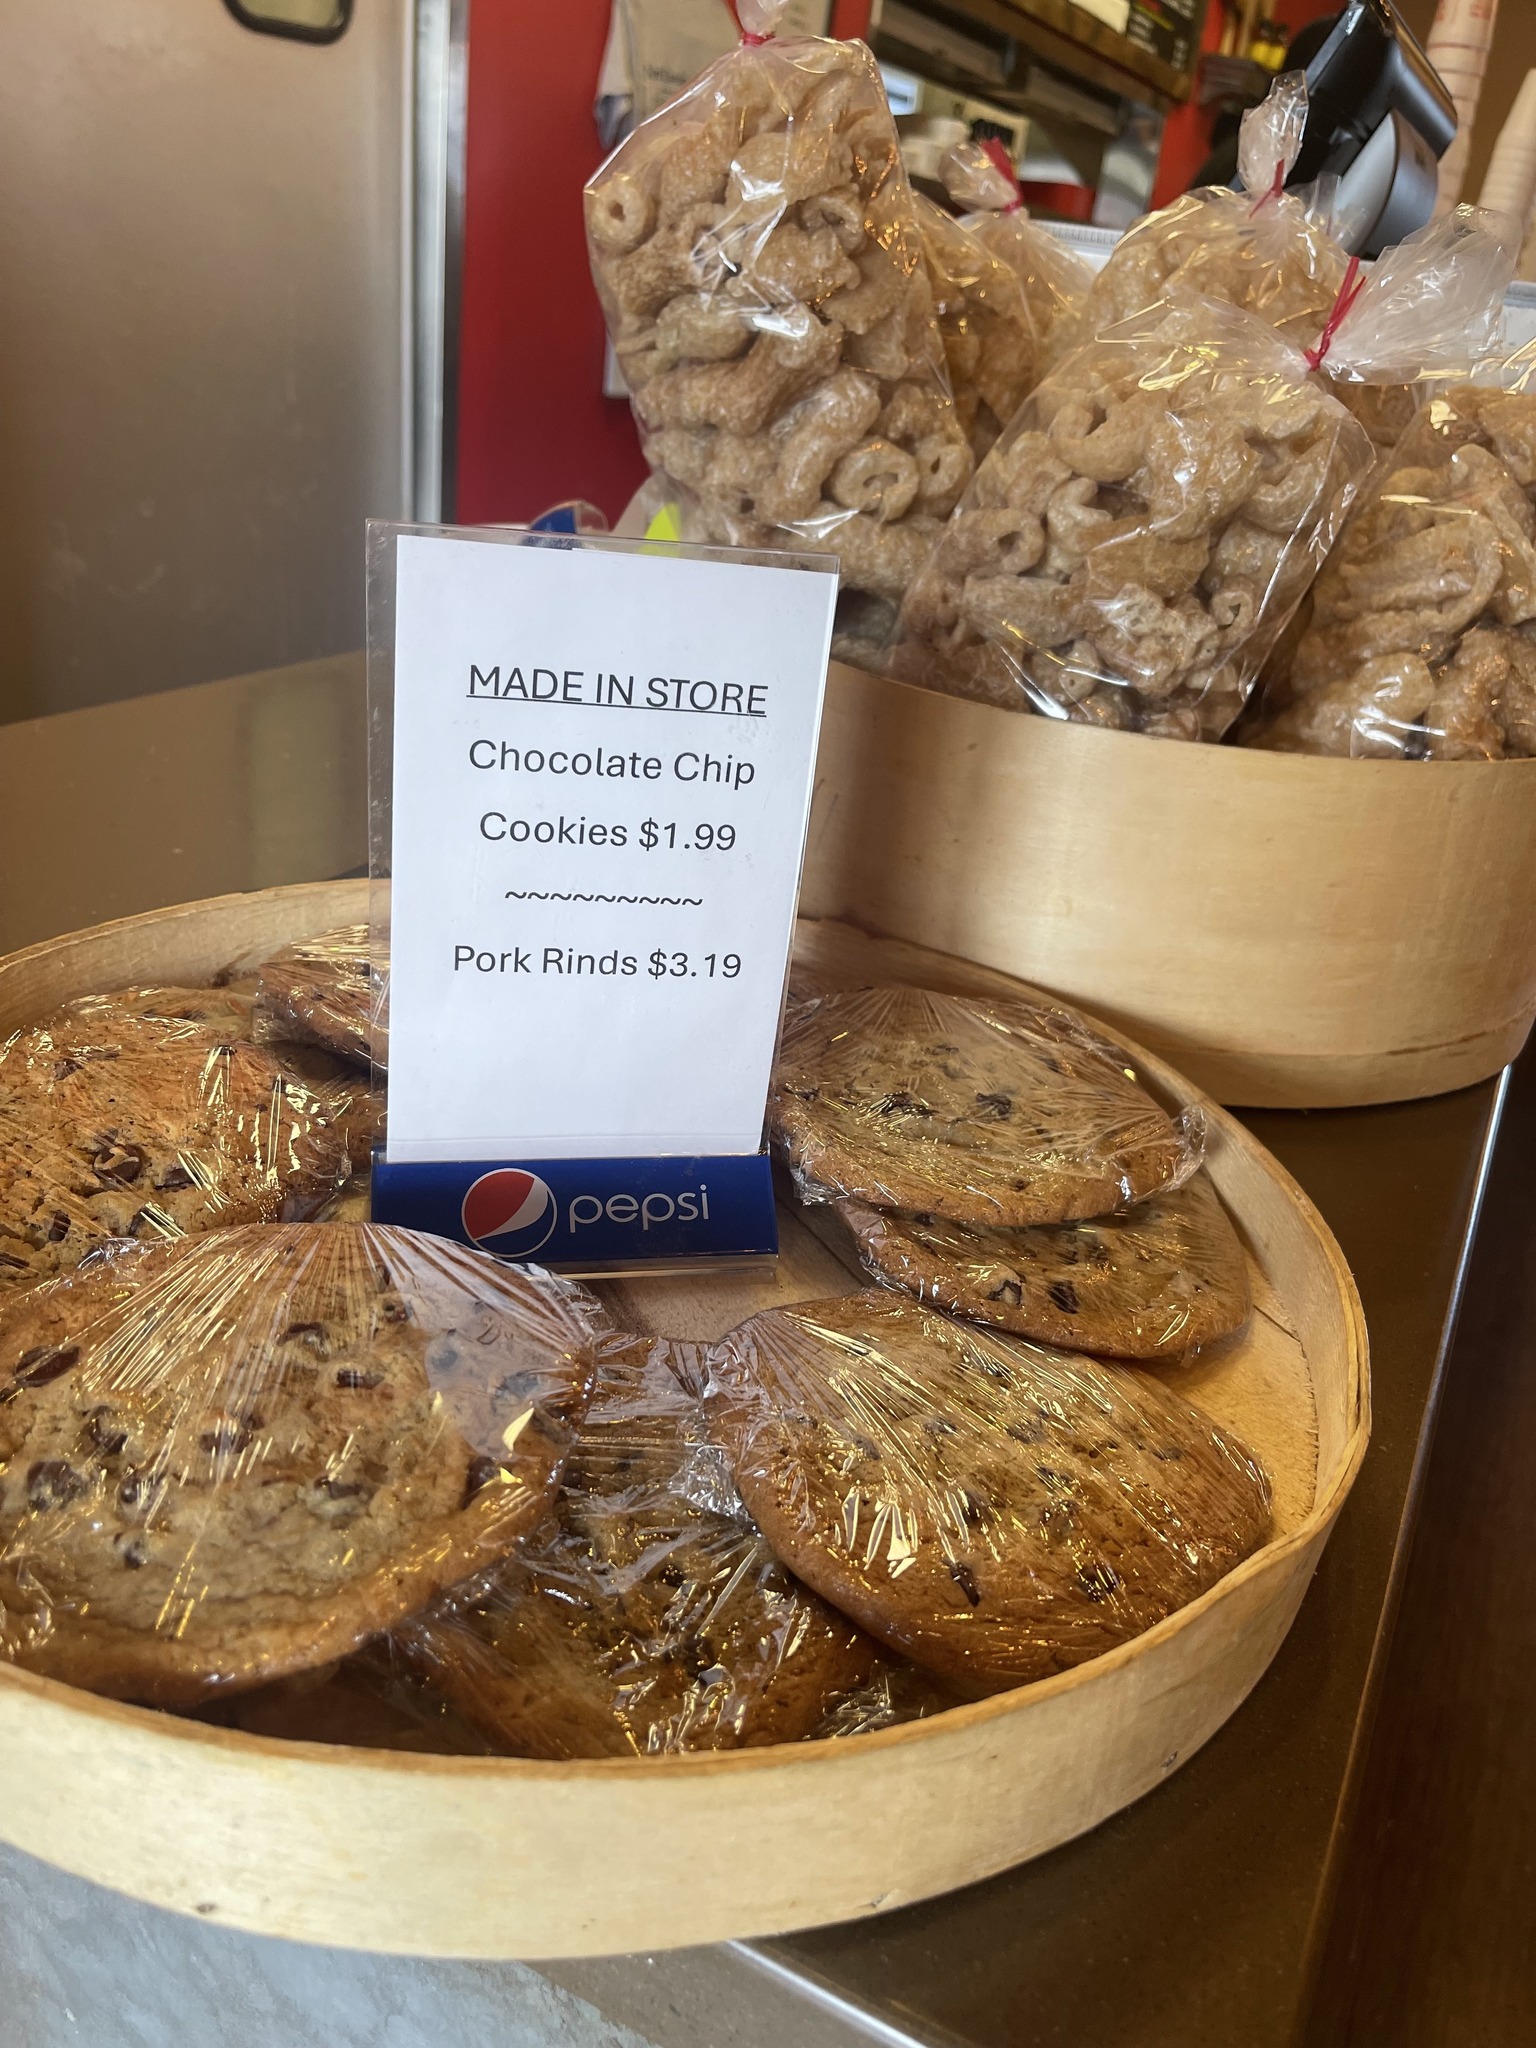 MADE IN STORE
Chocolate Chip
Cookies $1.99
~~~~~~~~~
Pork Rinds $3.19
pepsi